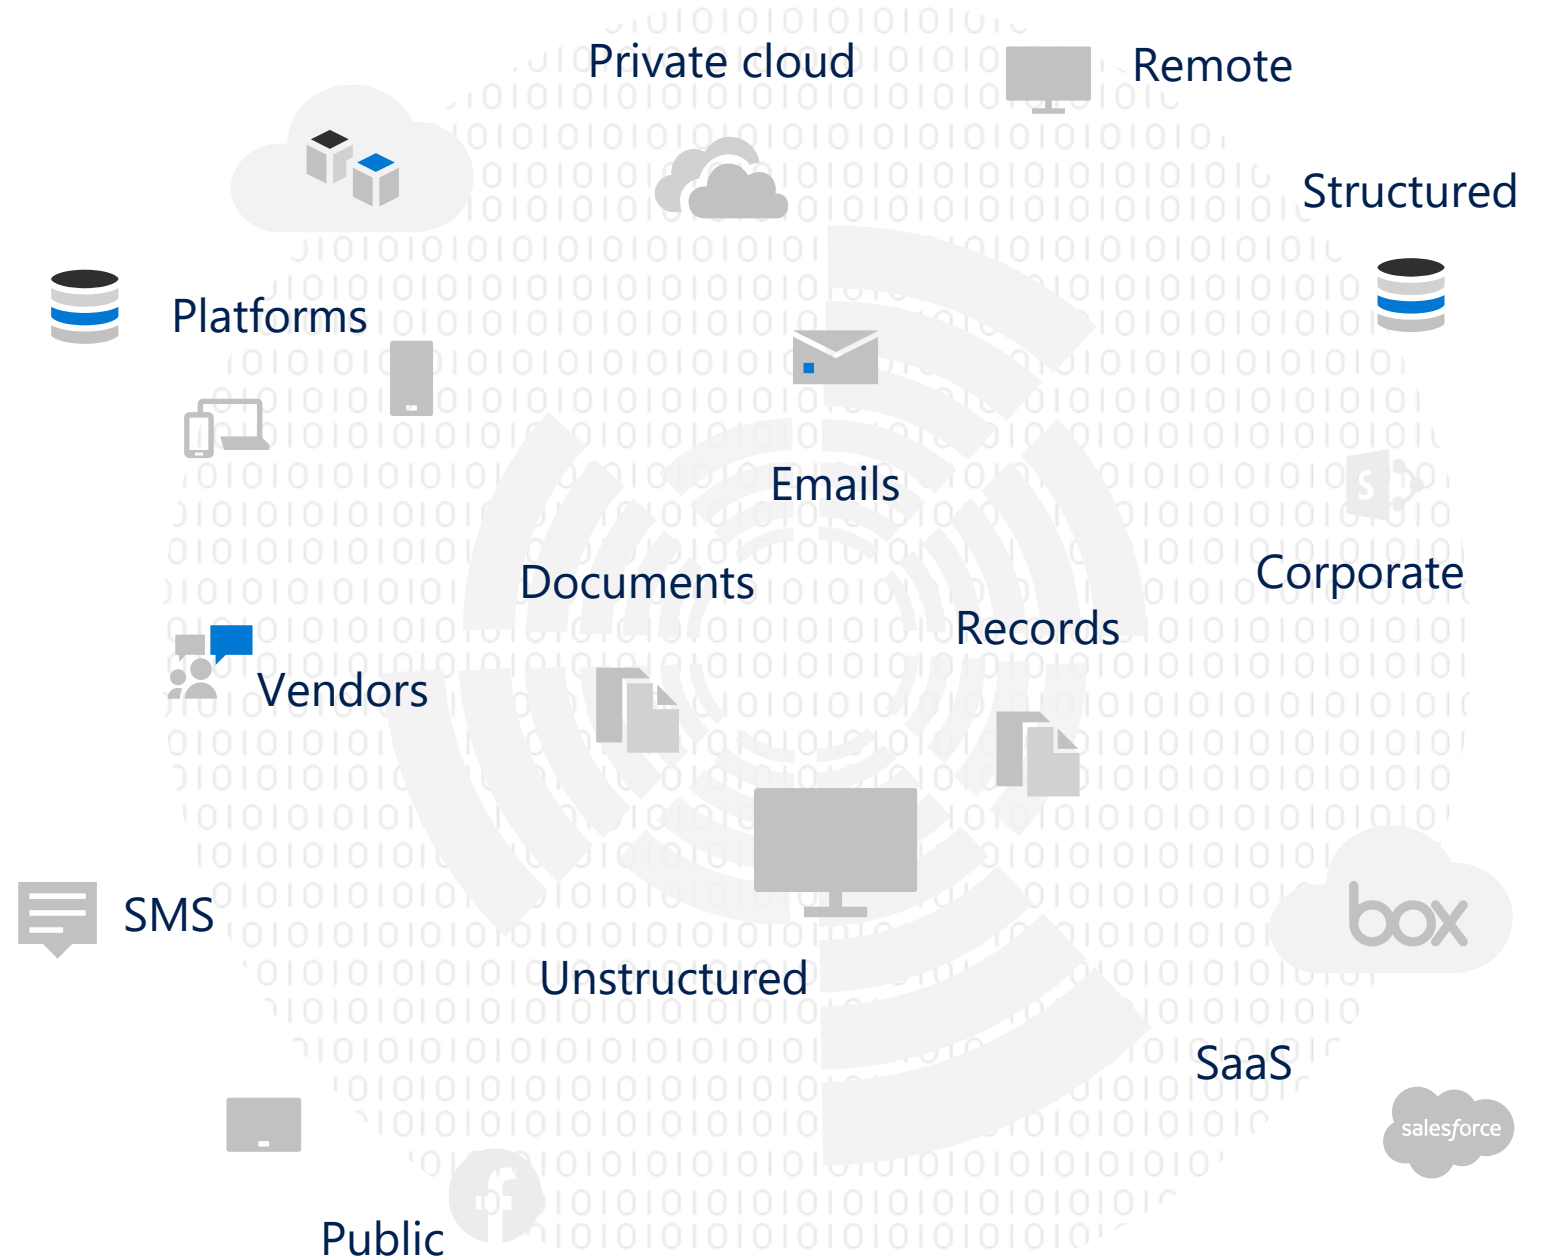 Private cloud
Remote
Structured
Platforms
Emails
Corporate
Documents
Records
Vendors
SMS
box
Unstructured
SaaS
salesforce
Public